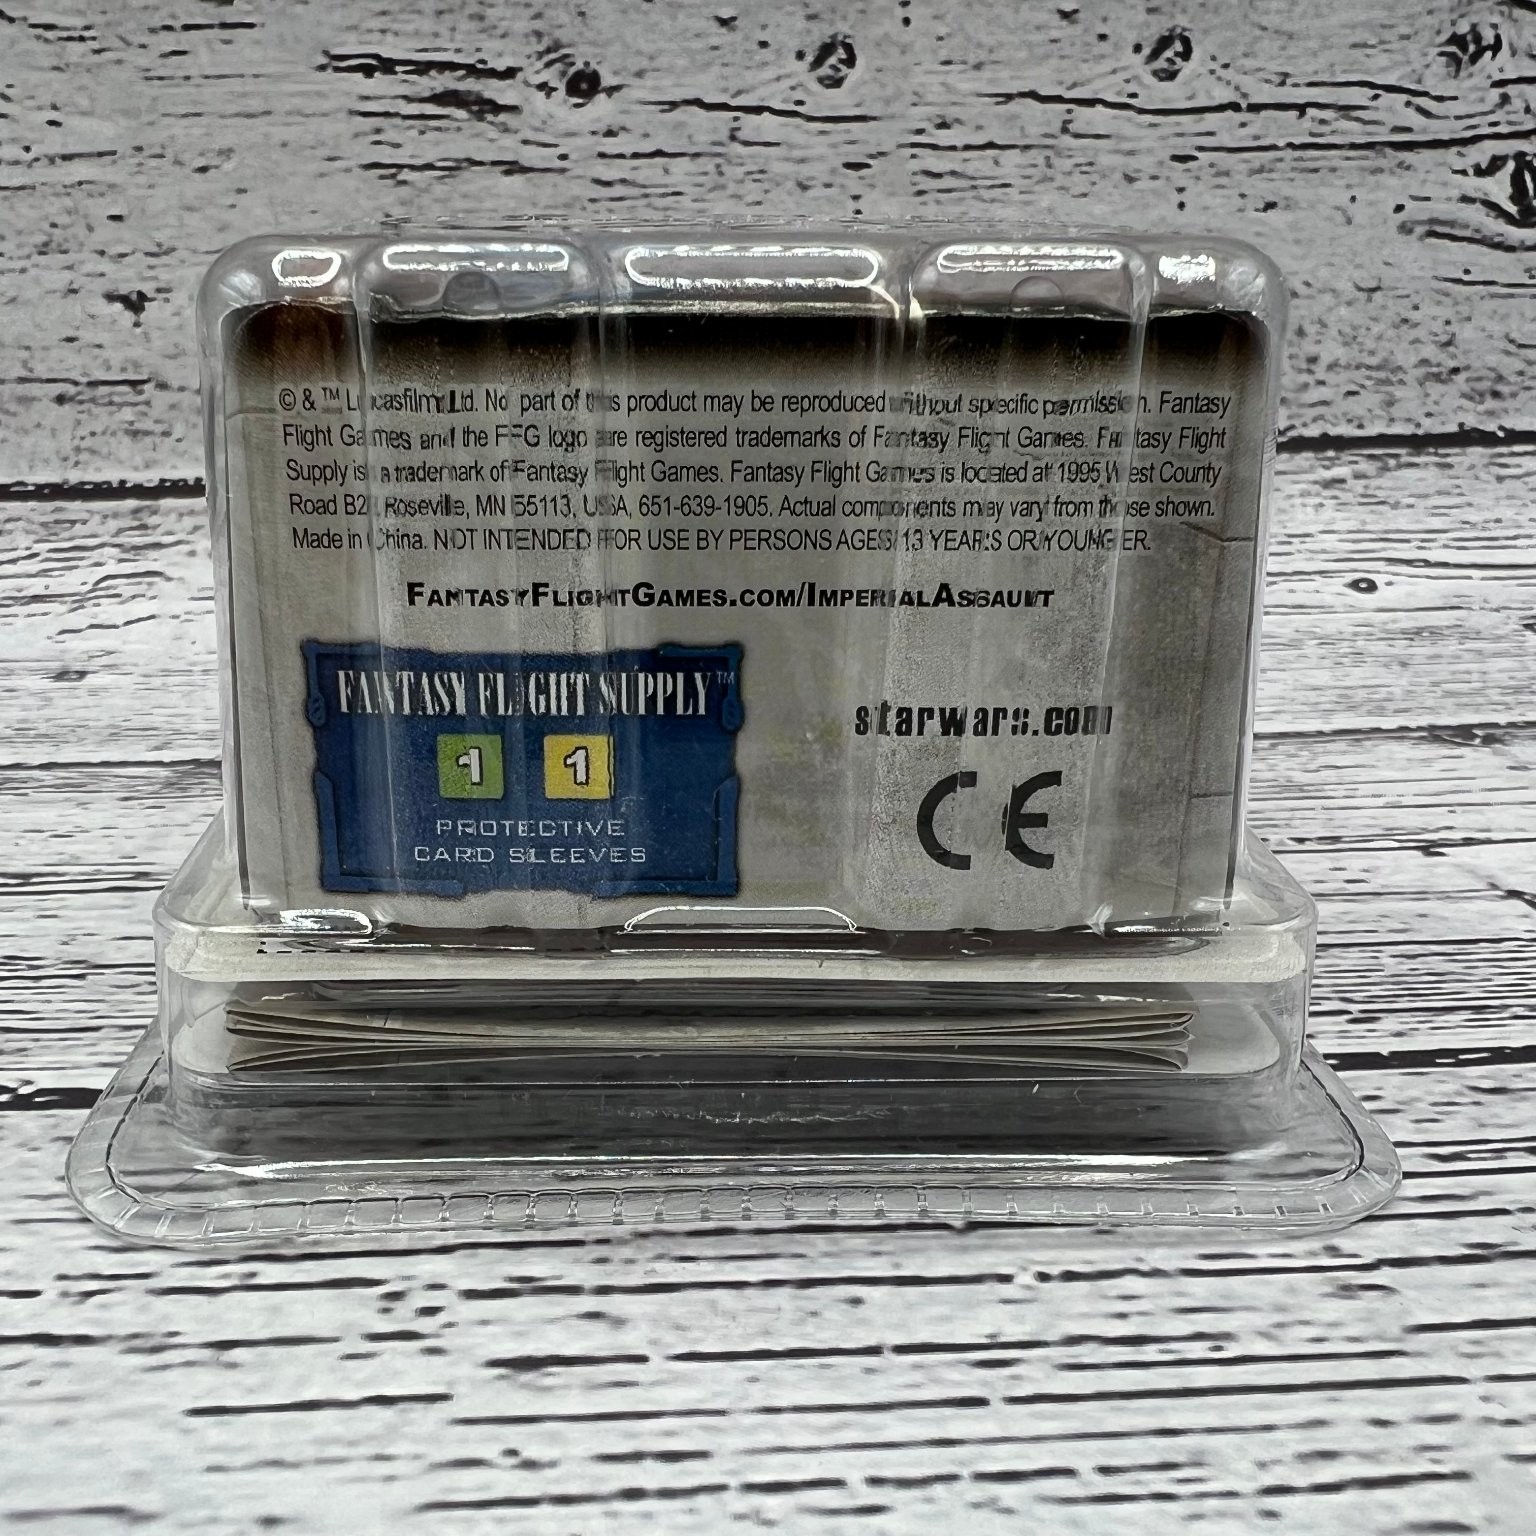 © & ™ Lucasfilm Ltd. No part of this product may be reproduced without specific permission. Fantasy
Flight Games and the FFG logo are registered trademarks of Fantasy Flight Games. Fantasy Flight
Supply is a trademark of Fantasy Flight Games. Fantasy Flight Games is located at 1995 West County
Road B2, Roseville, MN 55113, USA, 651-639-1905. Actual components may vary from those shown.
Made in China. NOT INTENDED FOR USE BY PERSONS AGES 13 YEARS OR YOUNGER.
FANTASYFLIGHTGAMES.COM/IMPERIALASSAULT
FANTASY FLIGHT SUPPLY™
1 1
PROTECTIVE
CARD SLEEVES
starwars.com
CE